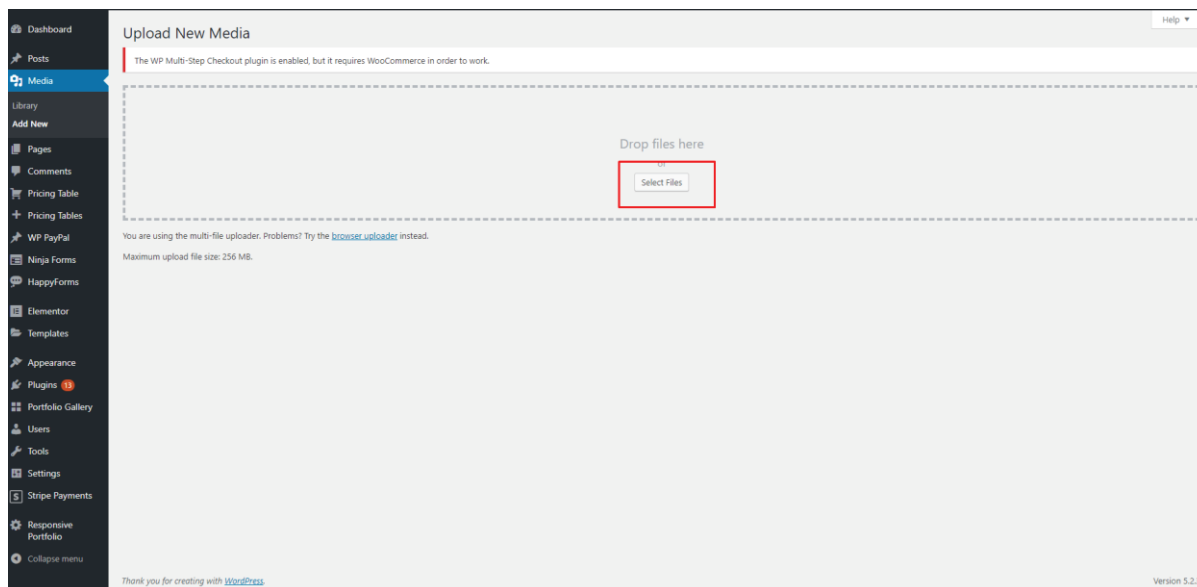 Dashboard
Posts
Media
Library
Add New
Pages
Comments
Pricing Table
Pricing Tables
WP PayPal
Ninja Forms
HappyForms
Elementor
Templates
Appearance
Plugins 13
Portfolio Gallery
Users
Tools
Settings
Stripe Payments
Responsive
Portfolio
Collapse menu
Help
Upload New Media
The WP Multi-Step Checkout plugin is enabled, but it requires WooCommerce in order to work.
Drop files here
or
Select Files
You are using the multi-file uploader. Problems? Try the browser uploader instead.
Maximum upload file size: 256 MB.
Thank you for creating with WordPress.
Version 5.2.